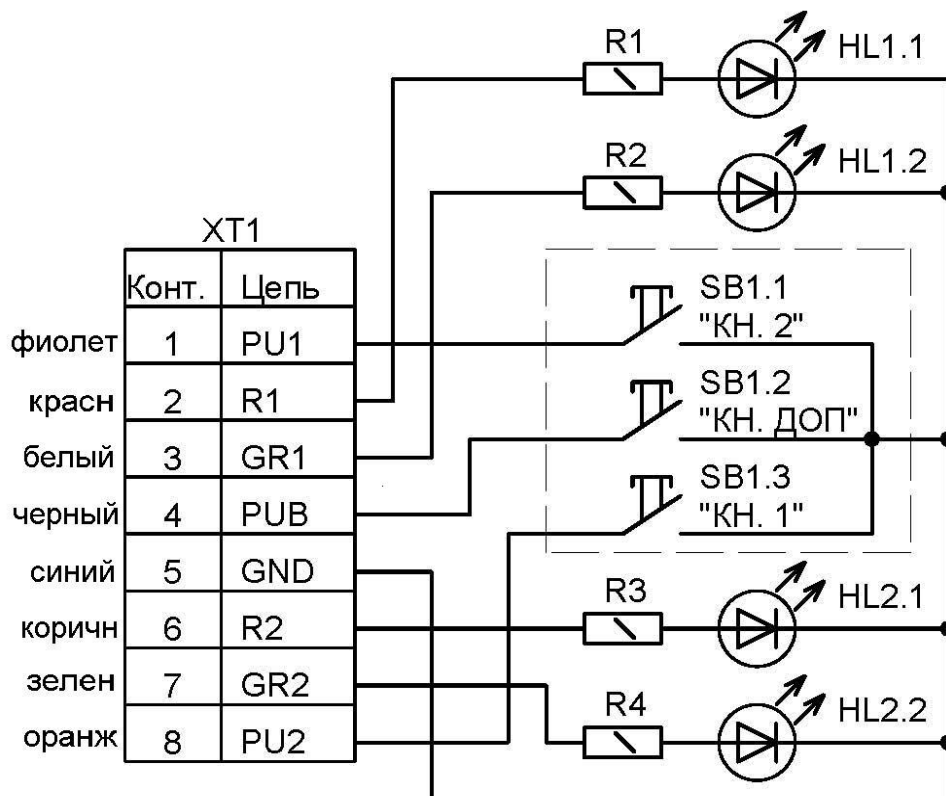 R1
HL1.1
R2
HL1.2
XT1
Конт. Цепь
фиолет 1 PU1
красн 2 R1
белый 3 GR1
черный 4 PUB
синий 5 GND
коричн 6 R2
зелен 7 GR2
оранж 8 PU2
SB1.1
"КН. 2"
SB1.2
"КН. ДОП"
SB1.3
"КН. 1"
R3
HL2.1
R4
HL2.2